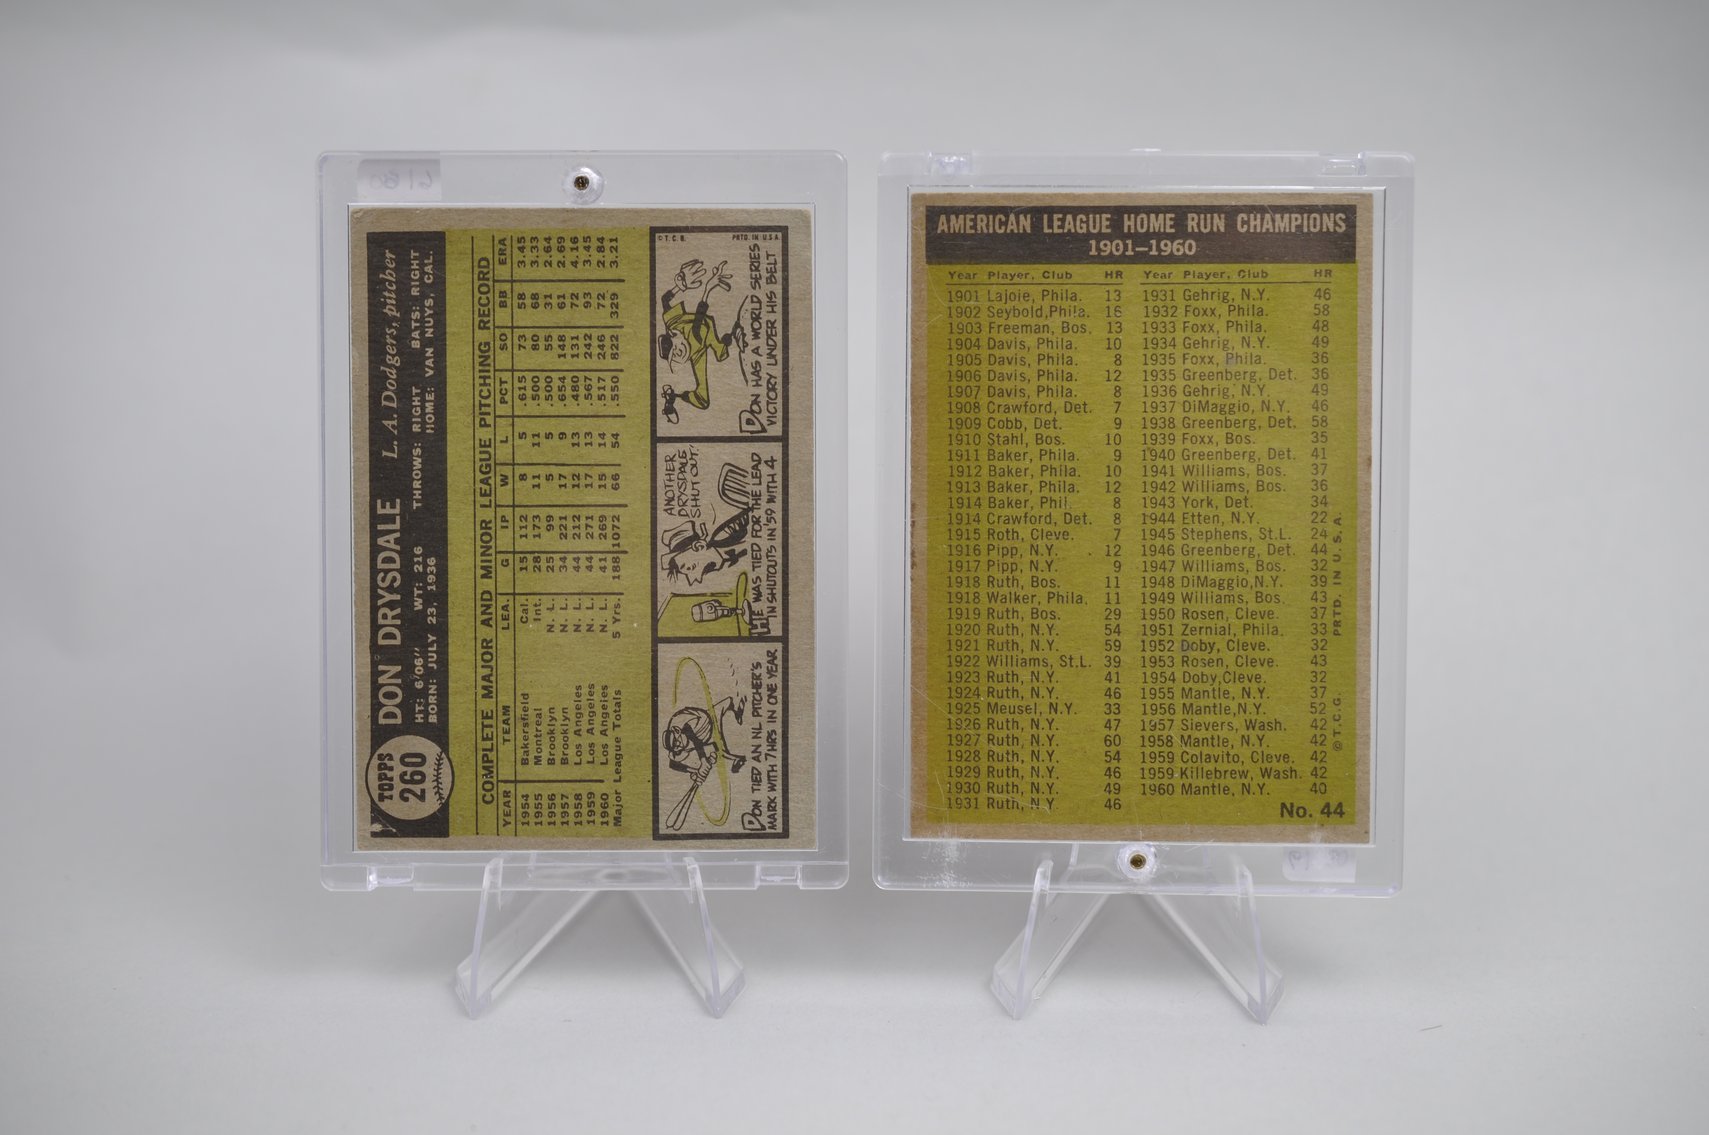 TOPPS
260
DON DRYSDALE L. A. Dodgers, pitcher
HT: 6'06" WT: 216 THROWS: RIGHT BATS: RIGHT
BORN: JULY 23, 1936 HOME: VAN NUYS, CAL.
COMPLETE MAJOR AND MINOR LEAGUE PITCHING RECORD
YEAR TEAM LEA. G IP W L PCT SO BB ERA
1954 Bakersfield Cal. 15 112 8 5 .615 73 58 3.45
1955 Montreal Int. 28 173 11 11 .500 80 68 3.33
1956 Brooklyn N. L. 25 99 5 5 .500 55 31 2.64
1957 Brooklyn N. L. 34 221 17 9 .654 148 61 2.69
1958 Los Angeles N. L. 44 212 12 13 .480 131 72 4.16
1959 Los Angeles N. L. 44 271 17 13 .567 242 93 3.45
1960 Los Angeles N. L. 41 269 15 14 .517 246 72 2.84
Major League Totals 5 Yrs. 188 1072 66 54 .550 822 329 3.21
DON TIED AN NL PITCHER'S
MARK WITH 7 HRS IN ONE YEAR
ANOTHER
DRYSDALE
SHUT OUT!
HE WAS TIED FOR THE LEAD
IN SHUTOUTS IN '59 WITH 4
© T. C. G. PRTD. IN U.S.A.
DON HAS A WORLD SERIES
VICTORY UNDER HIS BELT
AMERICAN LEAGUE HOME RUN CHAMPIONS
1901-1960
Year Player, Club HR Year Player, Club HR
1901 Lajoie, Phila. 13 1931 Gehrig, N.Y. 46
1902 Seybold, Phila. 16 1932 Foxx, Phila. 58
1903 Freeman, Bos. 13 1933 Foxx, Phila. 48
1904 Davis, Phila. 10 1934 Gehrig, N.Y. 49
1905 Davis, Phila. 8 1935 Foxx, Phila. 36
1906 Davis, Phila. 12 1935 Greenberg, Det. 36
1907 Davis, Phila. 8 1936 Gehrig, N.Y. 49
1908 Crawford, Det. 7 1937 DiMaggio, N.Y. 46
1909 Cobb, Det. 9 1938 Greenberg, Det. 58
1910 Stahl, Bos. 10 1939 Foxx, Bos. 35
1911 Baker, Phila. 9 1940 Greenberg, Det. 41
1912 Baker, Phila. 10 1941 Williams, Bos. 37
1913 Baker, Phila. 12 1942 Williams, Bos. 36
1914 Baker, Phil. 8 1943 York, Det. 34
1914 Crawford, Det. 8 1944 Etten, N.Y. 22
1915 Roth, Cleve. 7 1945 Stephens, St.L. 24
1916 Pipp, N.Y. 12 1946 Greenberg, Det. 44
1917 Pipp, N.Y. 9 1947 Williams, Bos. 32
1918 Ruth, Bos. 11 1948 DiMaggio, N.Y. 39
1918 Walker, Phila. 11 1949 Williams, Bos. 43
1919 Ruth, Bos. 29 1950 Rosen, Cleve. 37
1920 Ruth, N.Y. 54 1951 Zernial, Phila. 33
1921 Ruth, N.Y. 59 1952 Doby, Cleve. 32
1922 Williams, St.L. 39 1953 Rosen, Cleve. 43
1923 Ruth, N.Y. 41 1954 Doby, Cleve. 32
1924 Ruth, N.Y. 46 1955 Mantle, N.Y. 37
1925 Meusel, N.Y. 33 1956 Mantle, N.Y. 52
1926 Ruth, N.Y. 47 1957 Sievers, Wash. 42
1927 Ruth, N.Y. 60 1958 Mantle, N.Y. 42
1928 Ruth, N.Y. 54 1959 Colavito, Cleve. 42
1929 Ruth, N.Y. 46 1959 Killebrew, Wash. 42
1930 Ruth, N.Y. 49 1960 Mantle, N.Y. 40
1931 Ruth, N.Y. 46
No. 44
© T. C. G. PRTD. IN U. S. A.